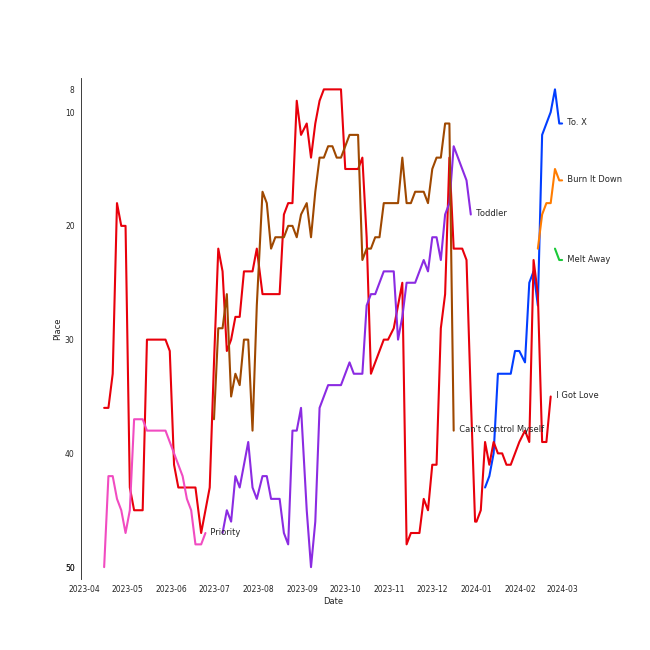 8
10
To. X
Burn It Down
Toddler
20
Melt Away
Place
30
I Got Love
Can't Control Myself
40
Priority
50
2023-04 2023-05 2023-06 2023-07 2023-08 2023-09 2023-10 2023-11 2023-12 2024-01 2024-02 2024-03
Date